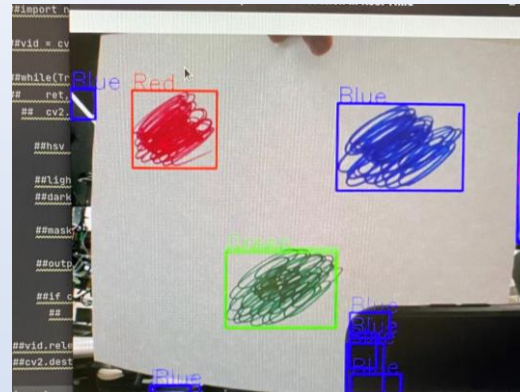 ##import n
##vid = cv
##while(Tr
## ret,
## cv2.
##hsv
##ligh
##dark
##mask
##outp
##if c
##
##vid.rele
##cv2.dest
Blue
Red
Blue
Green
Blue
Blue
Blue
Blue